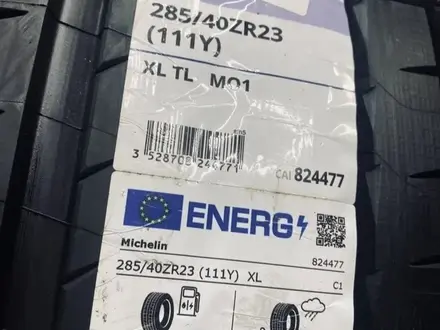 285/40ZR23
(111Y)
XL TL MO1
3 528708 244771
CAI 824477
ENERG
Michelin
824477
285/40ZR23 (111Y) XL
C1